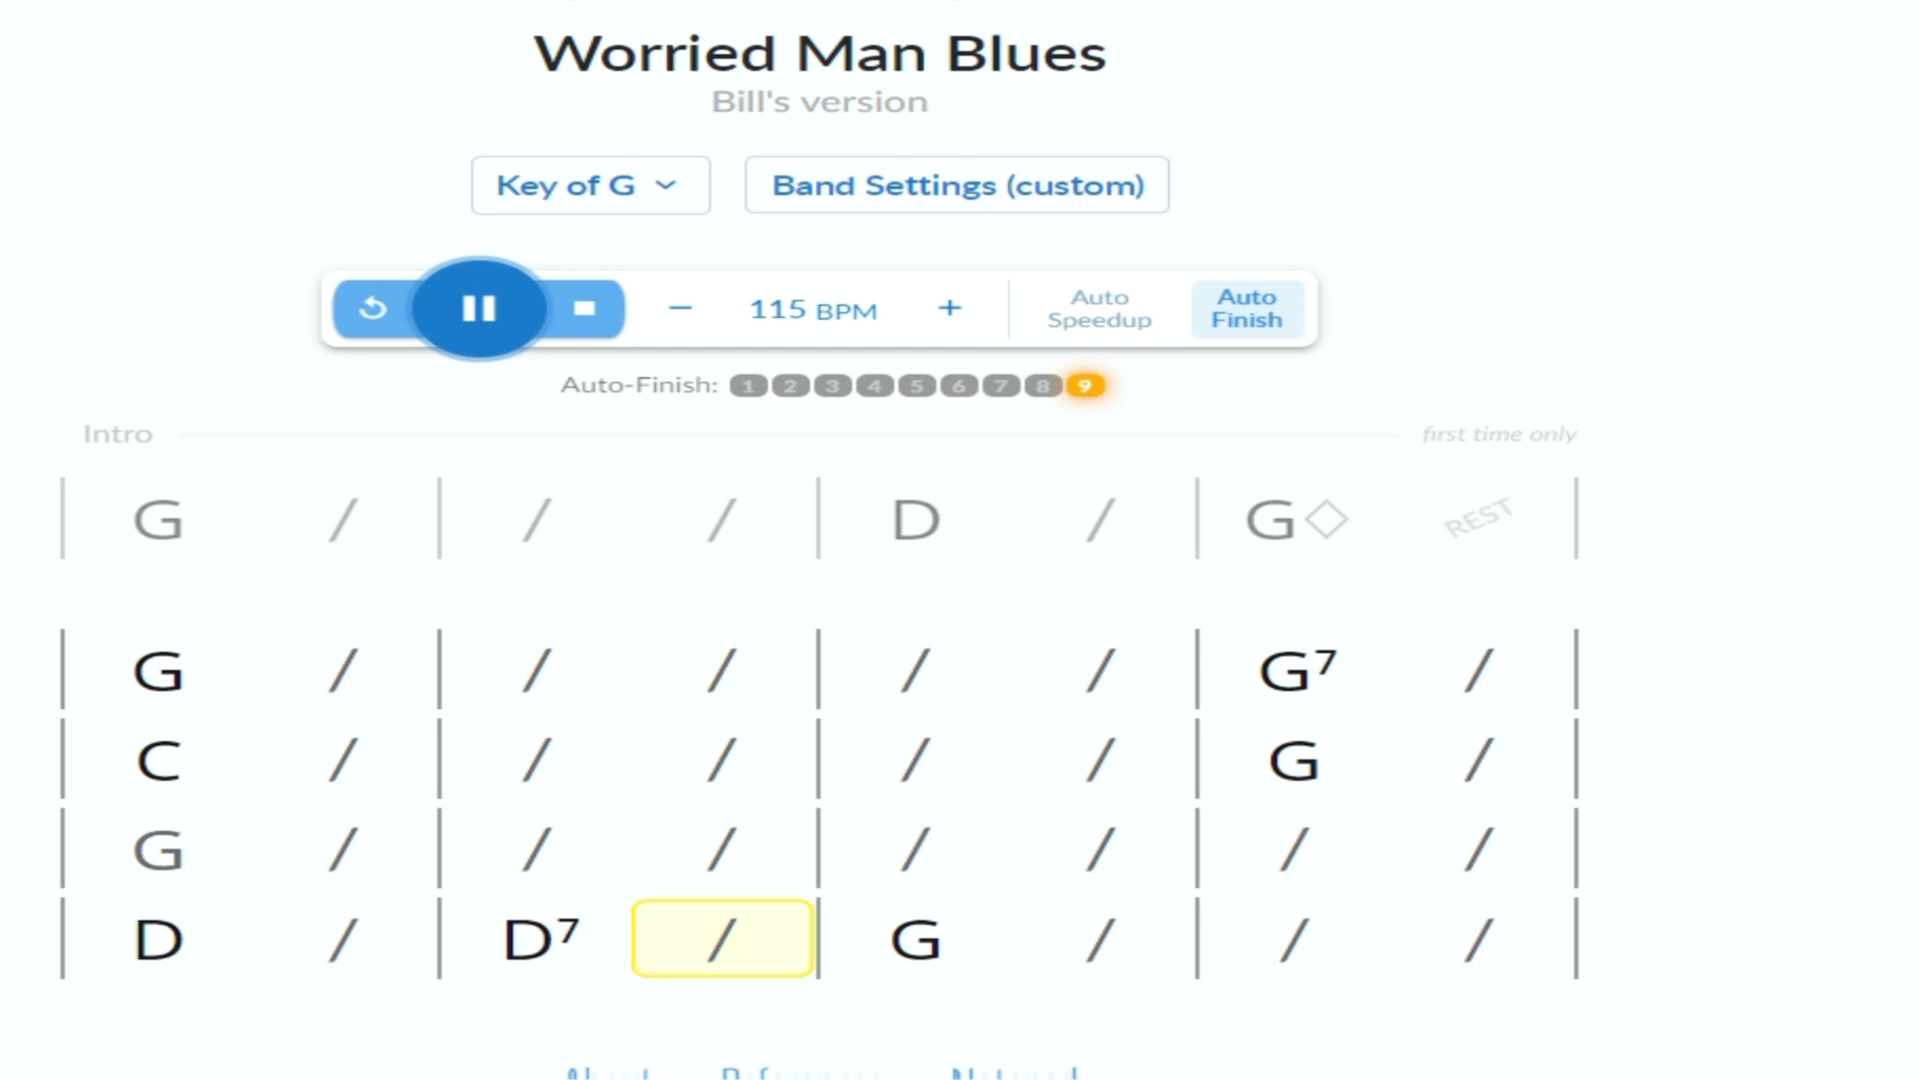 Worried Man Blues
Bill's version
Key of G
Band Settings (custom)
115 BPM
Auto Speedup
Auto Finish
Auto-Finish: 1 2 3 4 5 6 7 8 9
Intro first time only
G / / / D / G◇ REST
G / / / / / G⁷ /
C / / / / / G /
G / / / / / / /
D / D⁷ / G / / /